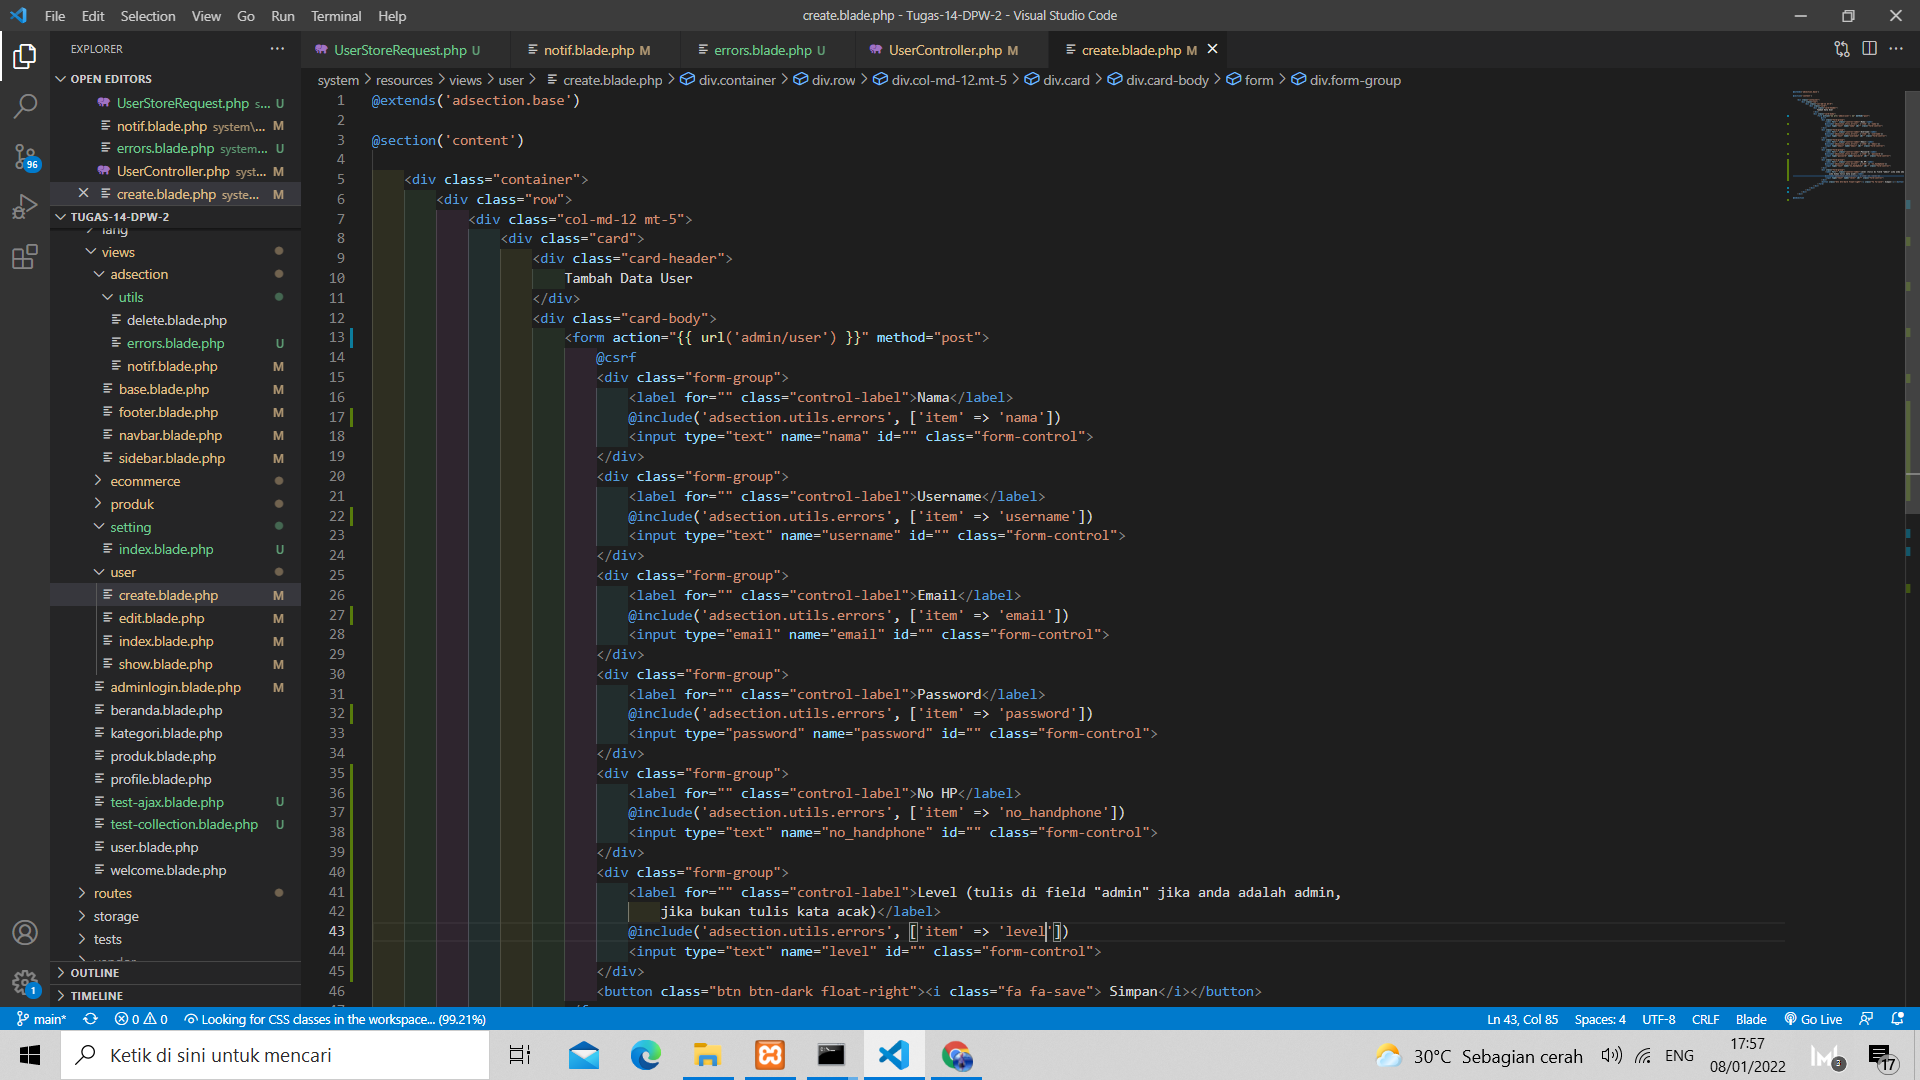 File Edit Selection View Go Run Terminal Help
create.blade.php - Tugas-14-DPW-2 - Visual Studio Code
EXPLORER
UserStoreRequest.php U
notif.blade.php M
errors.blade.php U
UserController.php M
create.blade.php M
system > resources > views > user > create.blade.php > div.container > div.row > div.col-md-12.mt-5 > div.card > div.card-body > form > div.form-group
OPEN EDITORS
UserStoreRequest.php s... U
notif.blade.php system\... M
errors.blade.php system... U
UserController.php syst... M
create.blade.php syste... M
TUGAS-14-DPW-2
lang
views
adsection
utils
delete.blade.php
errors.blade.php U
notif.blade.php M
base.blade.php M
footer.blade.php M
navbar.blade.php M
sidebar.blade.php M
ecommerce
produk
setting
index.blade.php U
user
create.blade.php M
edit.blade.php M
index.blade.php M
show.blade.php M
adminlogin.blade.php M
beranda.blade.php
kategori.blade.php
produk.blade.php
profile.blade.php
test-ajax.blade.php U
test-collection.blade.php U
user.blade.php
welcome.blade.php
routes
storage
tests
OUTLINE
TIMELINE
96
1
1 @extends('adsection.base')
2
3 @section('content')
4
5 <div class="container">
6 <div class="row">
7 <div class="col-md-12 mt-5">
8 <div class="card">
9 <div class="card-header">
10 Tambah Data User
11 </div>
12 <div class="card-body">
13 <form action="{{ url('admin/user') }}" method="post">
14 @csrf
15 <div class="form-group">
16 <label for="" class="control-label">Nama</label>
17 @include('adsection.utils.errors', ['item' => 'nama'])
18 <input type="text" name="nama" id="" class="form-control">
19 </div>
20 <div class="form-group">
21 <label for="" class="control-label">Username</label>
22 @include('adsection.utils.errors', ['item' => 'username'])
23 <input type="text" name="username" id="" class="form-control">
24 </div>
25 <div class="form-group">
26 <label for="" class="control-label">Email</label>
27 @include('adsection.utils.errors', ['item' => 'email'])
28 <input type="email" name="email" id="" class="form-control">
29 </div>
30 <div class="form-group">
31 <label for="" class="control-label">Password</label>
32 @include('adsection.utils.errors', ['item' => 'password'])
33 <input type="password" name="password" id="" class="form-control">
34 </div>
35 <div class="form-group">
36 <label for="" class="control-label">No HP</label>
37 @include('adsection.utils.errors', ['item' => 'no_handphone'])
38 <input type="text" name="no_handphone" id="" class="form-control">
39 </div>
40 <div class="form-group">
41 <label for="" class="control-label">Level (tulis di field "admin" jika anda adalah admin,
42 jika bukan tulis kata acak)</label>
43 @include('adsection.utils.errors', ['item' => 'level'])
44 <input type="text" name="level" id="" class="form-control">
45 </div>
46 <button class="btn btn-dark float-right"><i class="fa fa-save"> Simpan</i></button>
main* 0 0 Looking for CSS classes in the workspace... (99.21%)
Ln 43, Col 85 Spaces: 4 UTF-8 CRLF Blade Go Live
Ketik di sini untuk mencari
30°C Sebagian cerah
ENG
17:57
08/01/2022
3
17